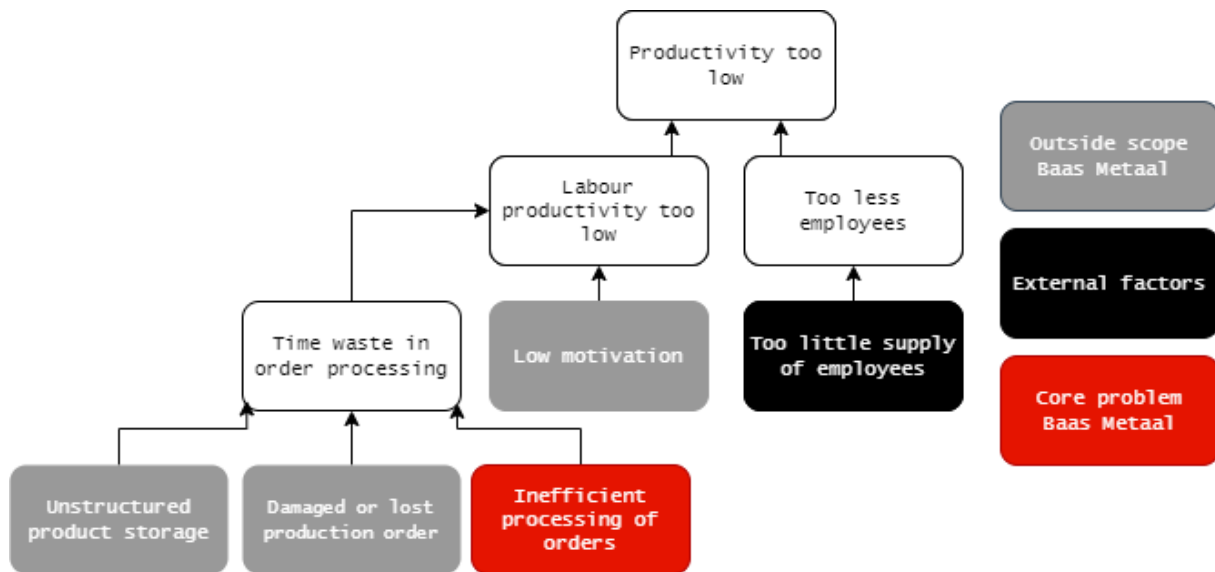 Productivity too
low
Labour
productivity too
low
Too less
employees
Time waste in
order processing
Low motivation
Too little supply
of employees
Unstructured
product storage
Damaged or lost
production order
Inefficient
processing of
orders
Outside scope
Baas Metaal
External factors
Core problem
Baas Metaal